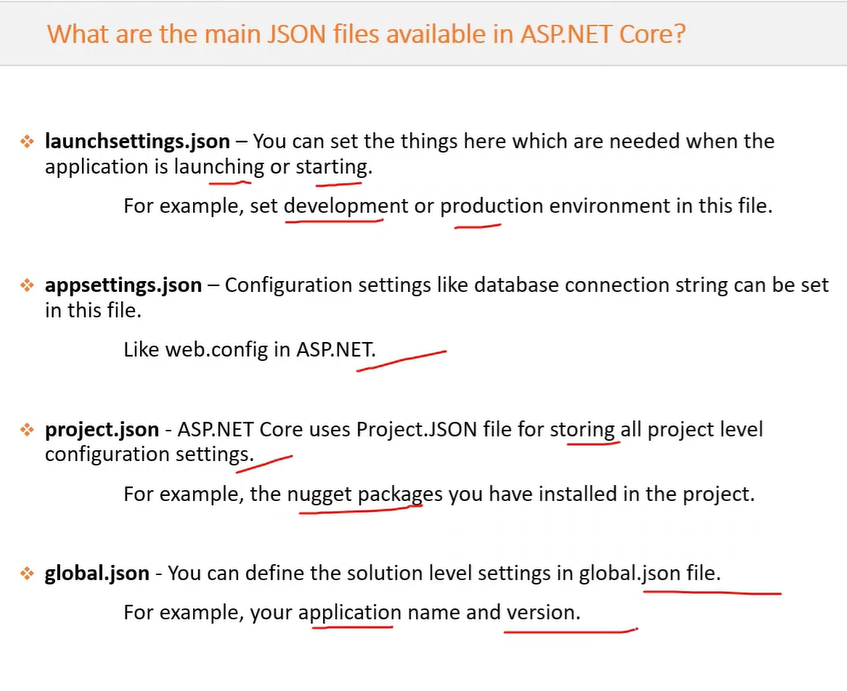 What are the main JSON files available in ASP.NET Core?
launchsettings.json – You can set the things here which are needed when the
application is launching or starting.
For example, set development or production environment in this file.
appsettings.json – Configuration settings like database connection string can be set
in this file.
Like web.config in ASP.NET.
project.json - ASP.NET Core uses Project.JSON file for storing all project level
configuration settings.
For example, the nugget packages you have installed in the project.
global.json - You can define the solution level settings in global.json file.
For example, your application name and version.